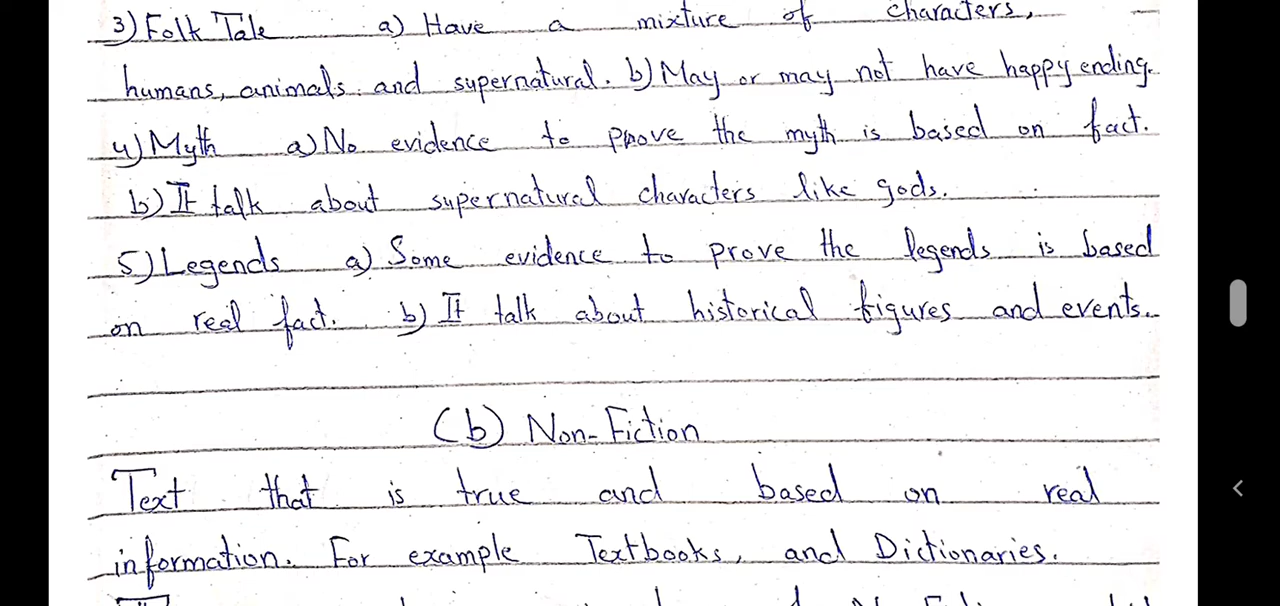 3) Folk Tale a) Have a mixture of characters,
humans, animals and supernatural. b) May or may not have happy ending.
4) Myth a) No evidence to prove the myth is based on fact.
b) It talk about supernatural characters like gods.
5) Legends a) Some evidence to prove the legends is based
on real fact. b) It talk about historical figures and events.
(b) Non-Fiction
Text that is true and based on real
information. For example Textbooks, and Dictionaries.